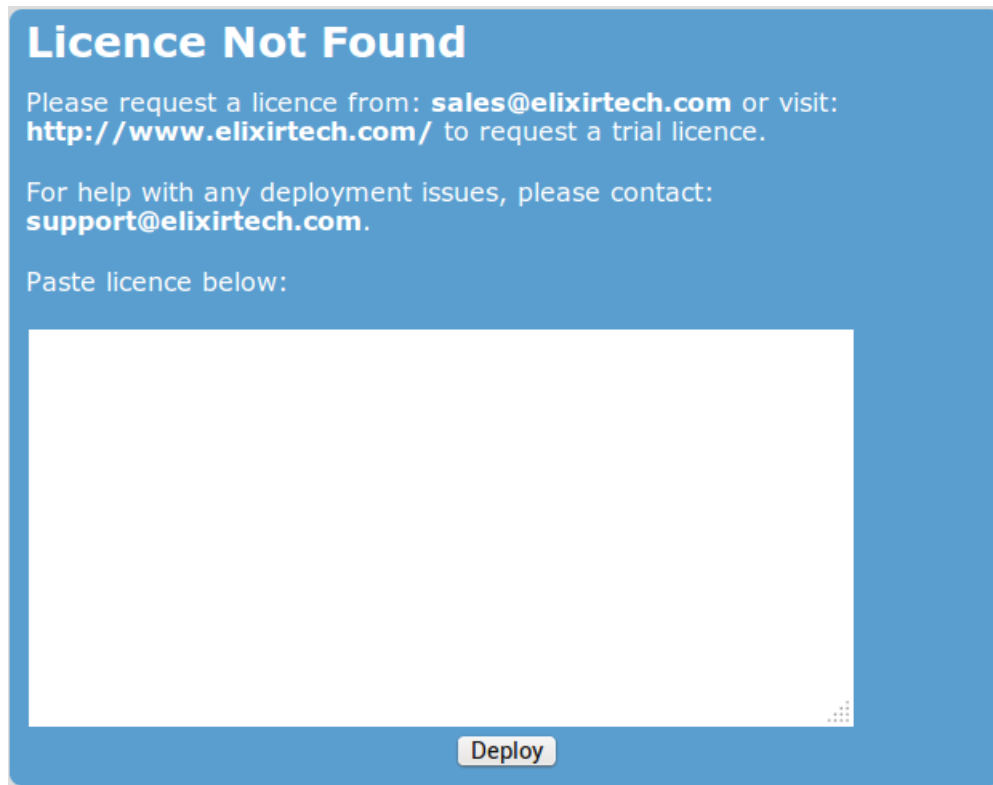 Licence Not Found
Please request a licence from: sales@elixirtech.com or visit:
http://www.elixirtech.com/ to request a trial licence.
For help with any deployment issues, please contact:
support@elixirtech.com.
Paste licence below:
Deploy